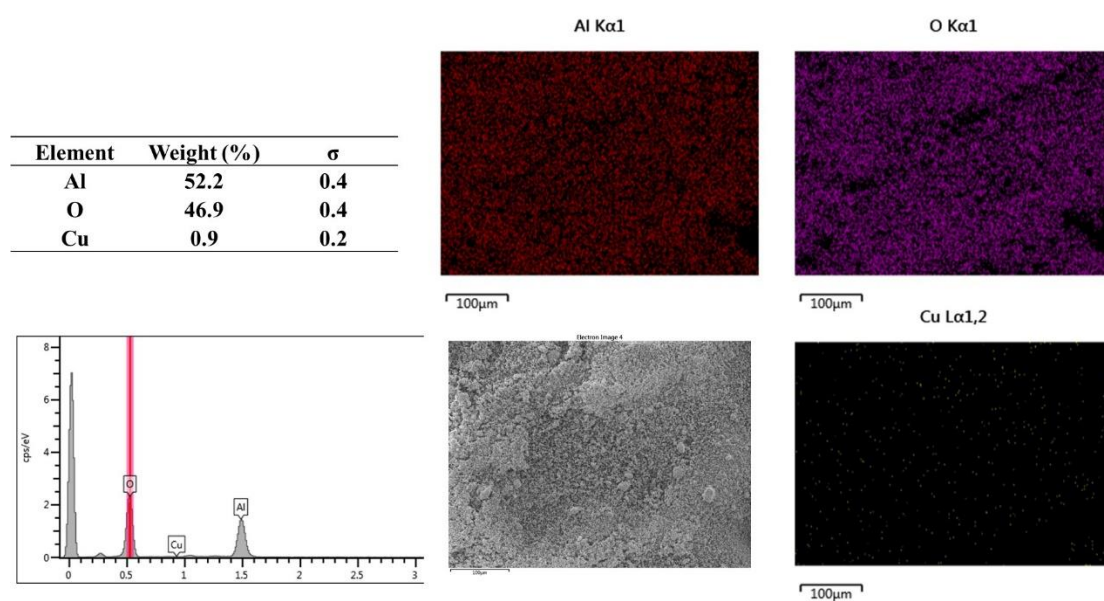 Element Weight (%) σ
Al 52.2 0.4
O 46.9 0.4
Cu 0.9 0.2
Al Kα1
100μm
O Kα1
100μm
cps/eV
8
6
4
2
0
O
Cu
Al
0 0.5 1 1.5 2 2.5 3
Electron Image 4
100μm
Cu Lα1,2
100μm